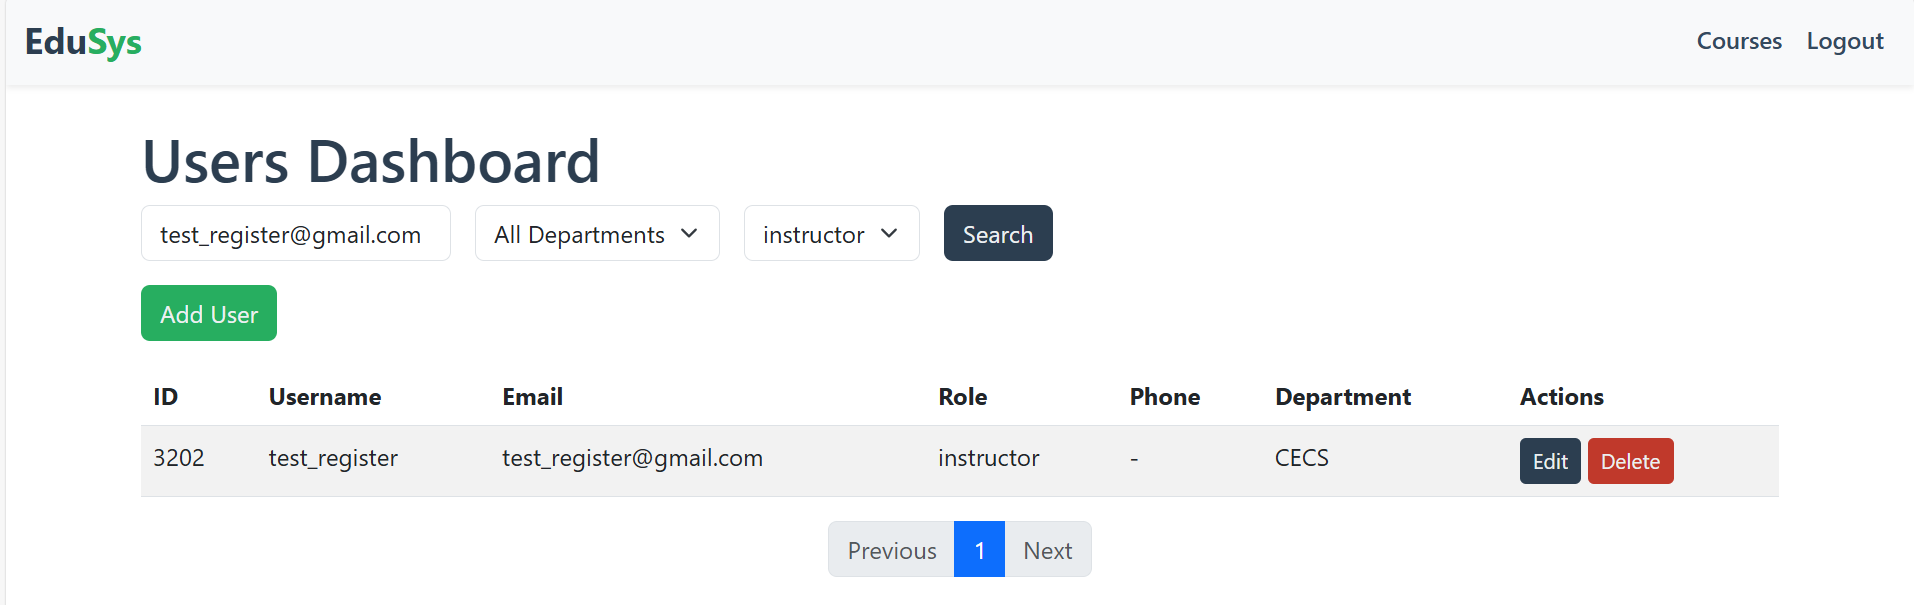 EduSys Courses Logout
Users Dashboard
test_register@gmail.com All Departments instructor Search
Add User
ID Username Email Role Phone Department Actions
3202 test_register test_register@gmail.com instructor - CECS Edit Delete
Previous 1 Next